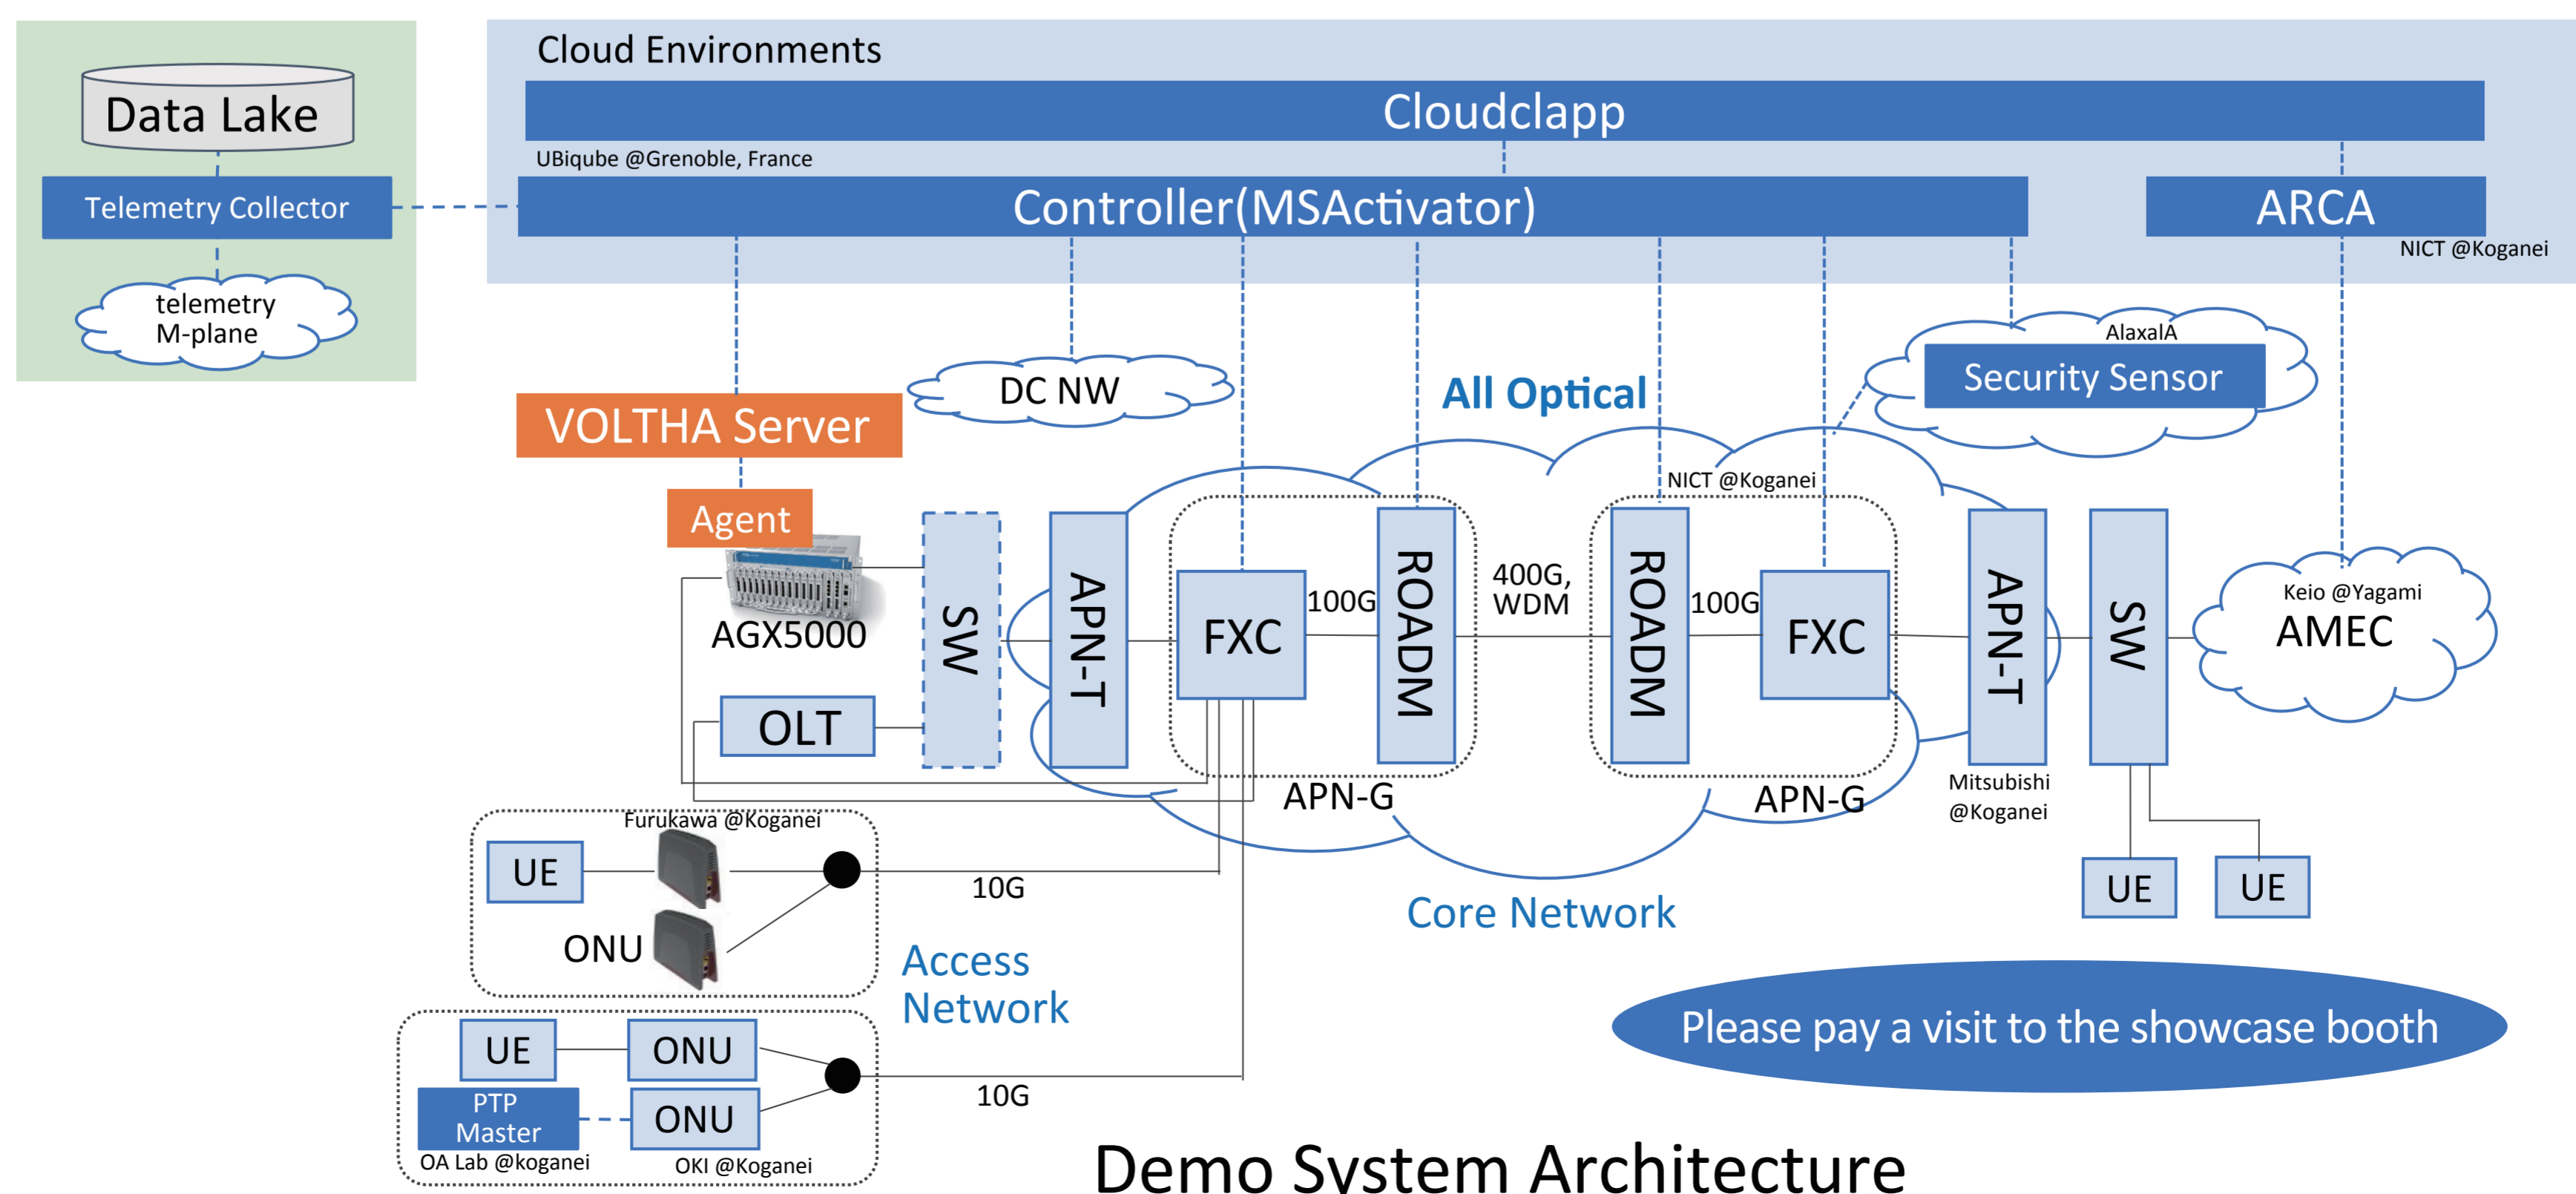 Cloud Environments
Data Lake
Cloudclapp
UBiqube @Grenoble, France
Telemetry Collector
Controller(MSActivator)
ARCA
NICT @Koganei
telemetry
M-plane
AlaxalA
Security Sensor
DC NW
All Optical
VOLTHA Server
NICT @Koganei
Agent
AGX5000
SW
APN-T
FXC
100G
ROADM
400G,
WDM
ROADM
100G
FXC
APN-T
SW
Keio @Yagami
AMEC
OLT
APN-G
APN-G
Mitsubishi
@Koganei
Furukawa @Koganei
UE
10G
UE
UE
ONU
Core Network
Access
Network
UE
ONU
Please pay a visit to the showcase booth
PTP
Master
ONU
10G
OA Lab @koganei
OKI @Koganei
Demo System Architecture